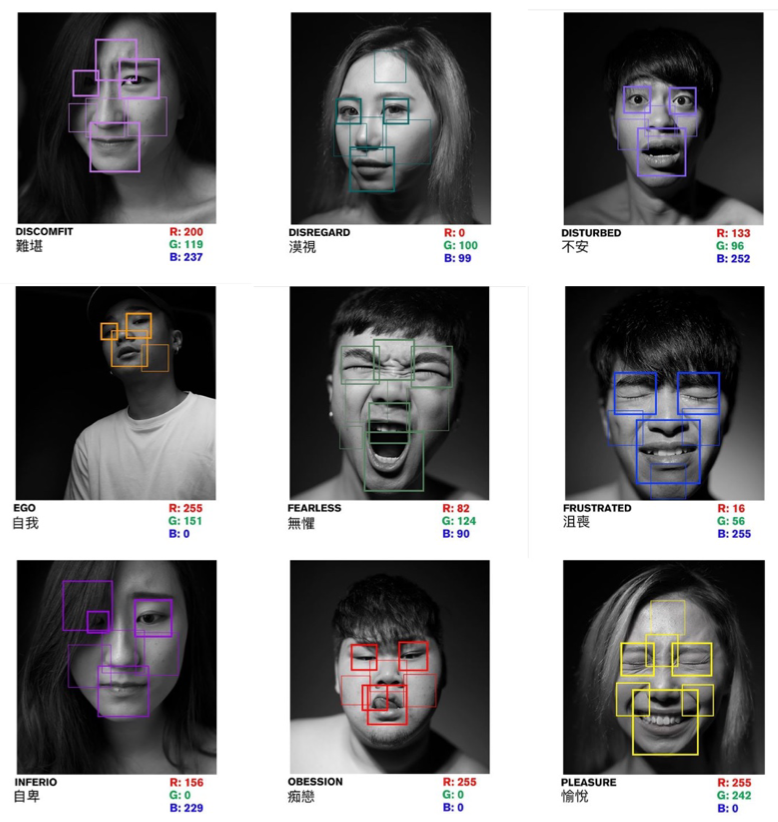 DISCOMFIT
難堪
R: 200
G: 119
B: 237
DISREGARD
漠視
R: 0
G: 100
B: 99
DISTURBED
不安
R: 133
G: 96
B: 252
EGO
自我
R: 255
G: 151
B: 0
FEARLESS
無懼
R: 82
G: 124
B: 90
FRUSTRATED
沮喪
R: 16
G: 56
B: 255
INFERIO
自卑
R: 156
G: 0
B: 229
OBESSION
痴戀
R: 255
G: 0
B: 0
PLEASURE
愉悅
R: 255
G: 242
B: 0